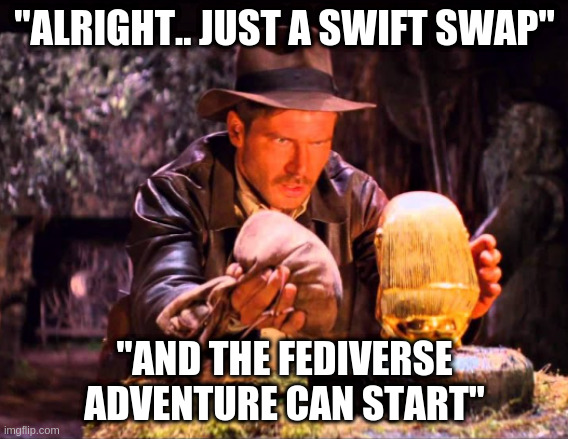 "ALRIGHT.. JUST A SWIFT SWAP"
"AND THE FEDIVERSE
ADVENTURE CAN START"
imgflip.com